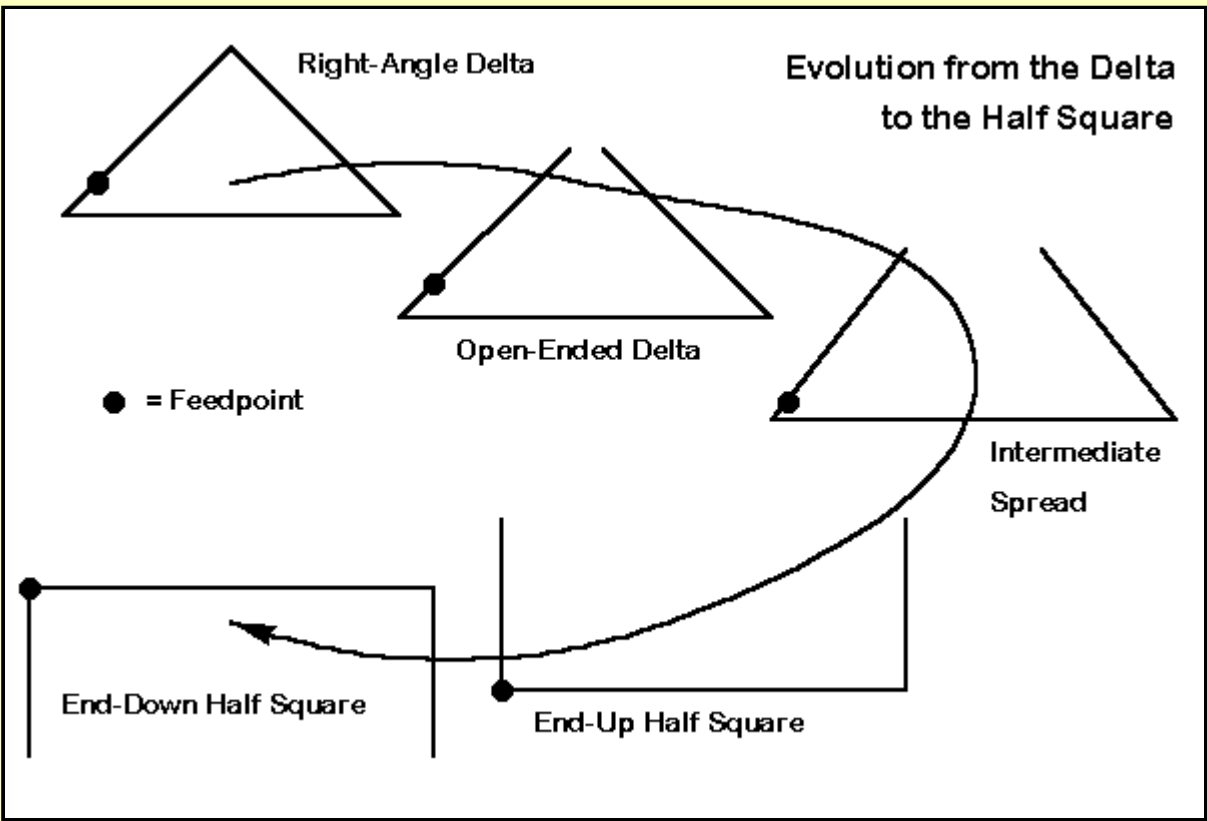 Right-Angle Delta
Evolution from the Delta
to the Half Square
Open-Ended Delta
= Feedpoint
Intermediate
Spread
End-Down Half Square
End-Up Half Square